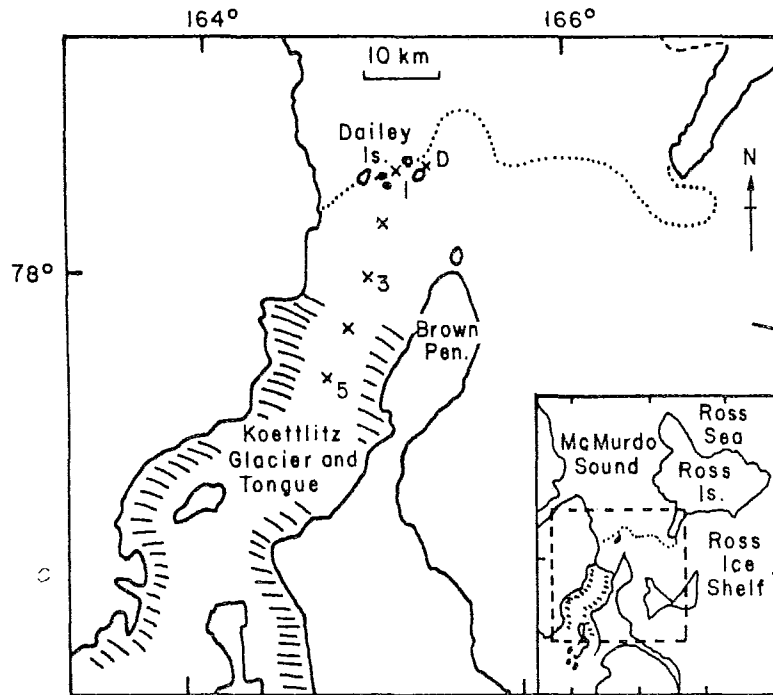 164°
166°
10 km
Dailey
Is.
D
I
N
78°
3
Brown
Pen.
5
Koettlitz
Glacier and
Tongue
Ross
Sea
McMurdo
Sound
Ross
Is.
Ross
Ice
Shelf